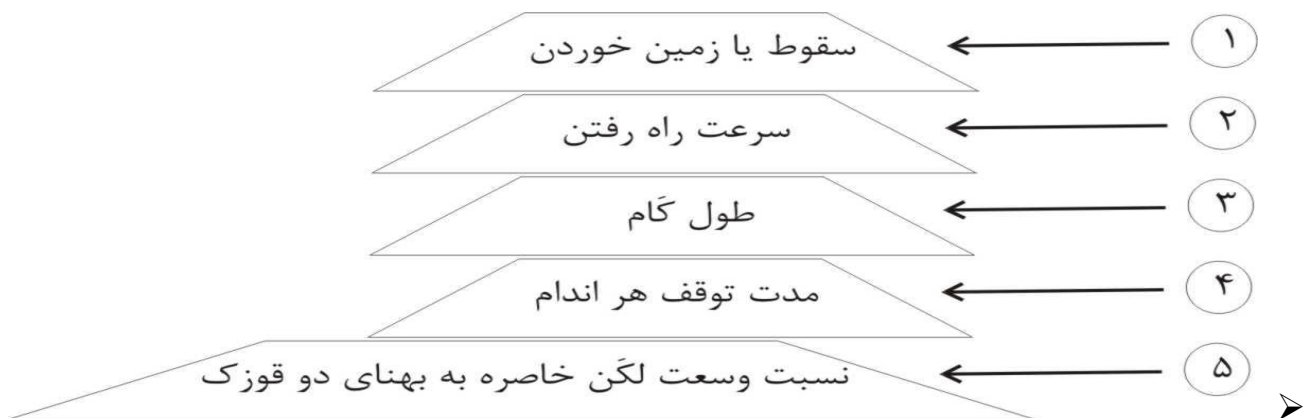 سقوط یا زمین خوردن ۱
سرعت راه رفتن ۲
طول کَام ۳
مدت توقف هر اندام ۴
نسبت وسعت لکَن خاصره به بهنای دو قوزک ۵